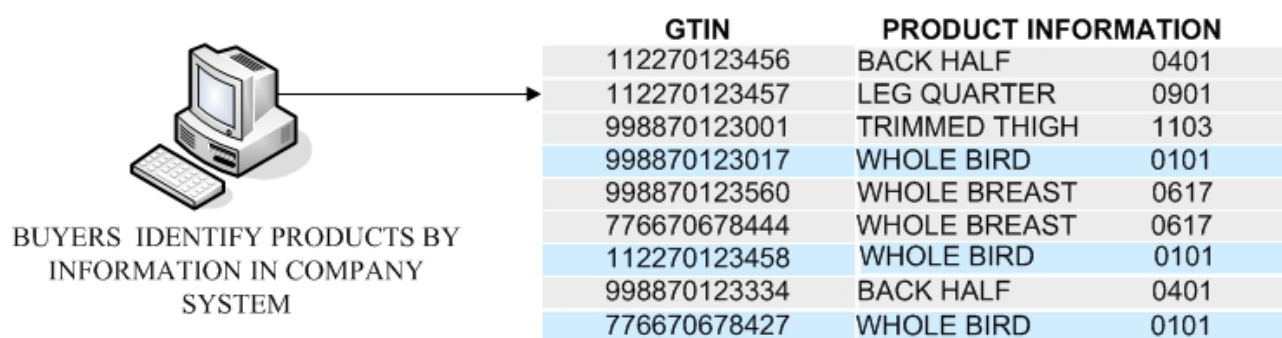 GTIN PRODUCT INFORMATION
112270123456 BACK HALF 0401
112270123457 LEG QUARTER 0901
998870123001 TRIMMED THIGH 1103
998870123017 WHOLE BIRD 0101
998870123560 WHOLE BREAST 0617
776670678444 WHOLE BREAST 0617
112270123458 WHOLE BIRD 0101
998870123334 BACK HALF 0401
776670678427 WHOLE BIRD 0101
BUYERS IDENTIFY PRODUCTS BY
INFORMATION IN COMPANY
SYSTEM